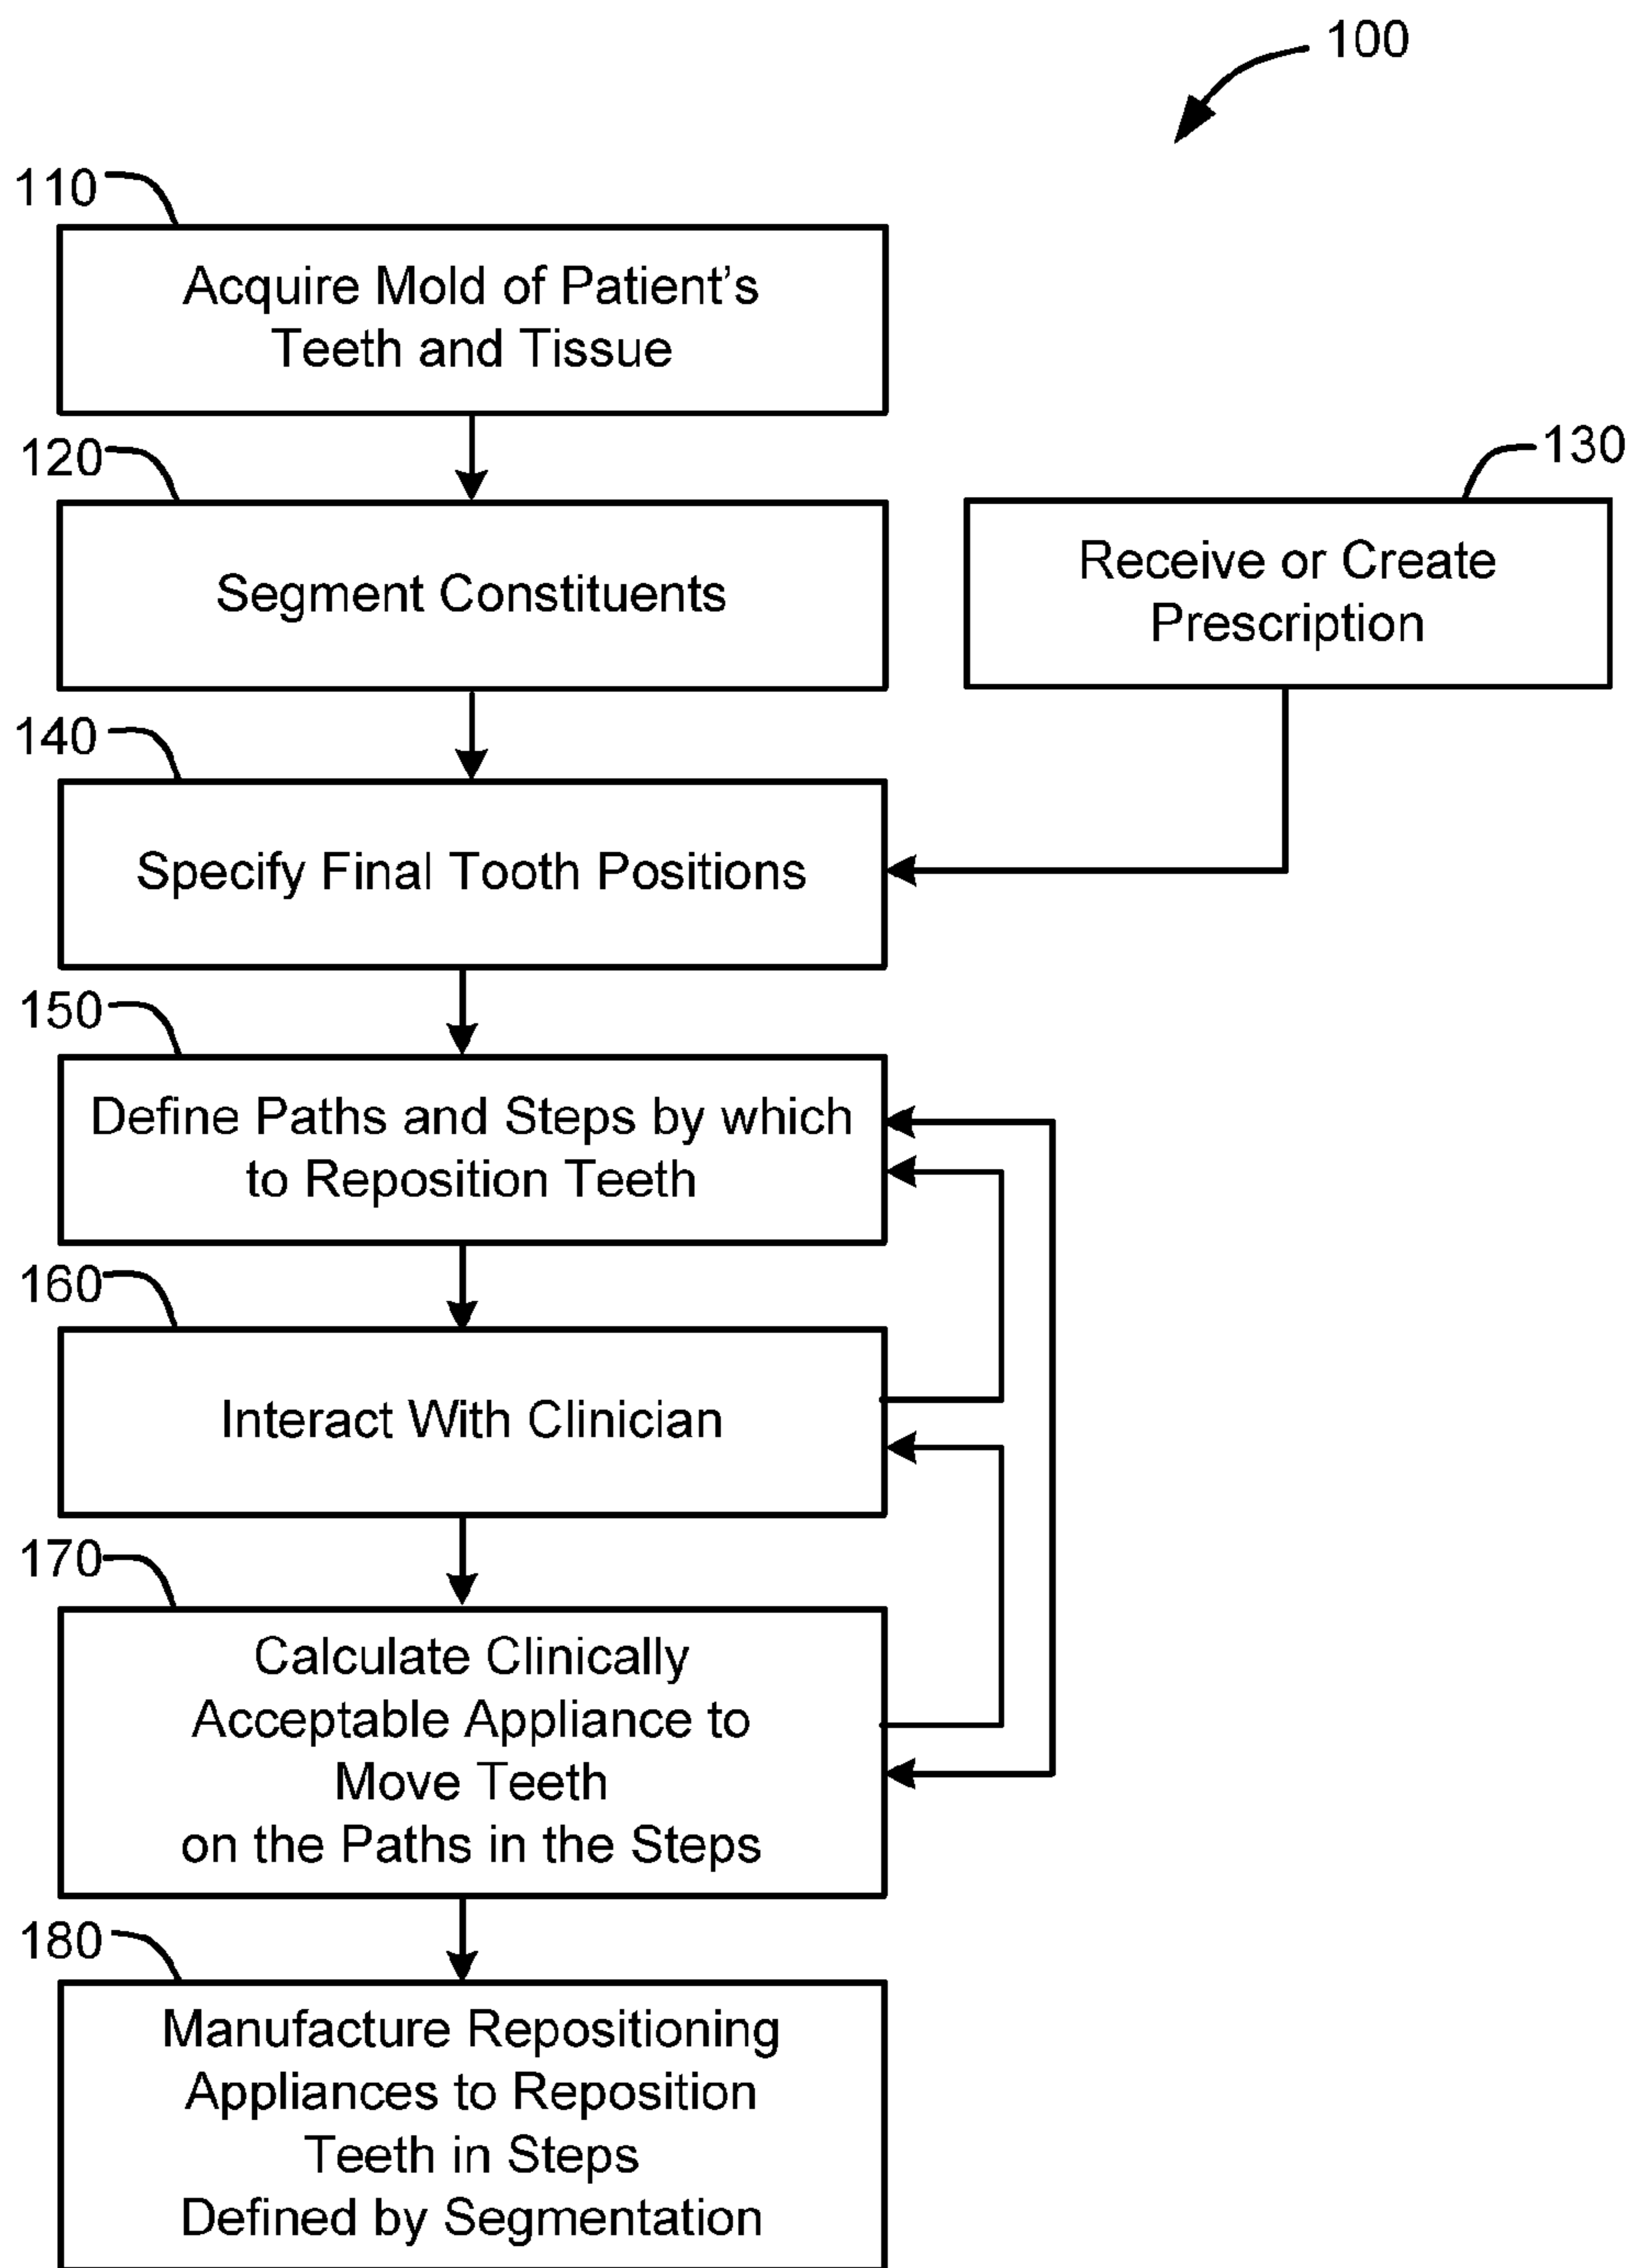 100
110
Acquire Mold of Patient's
Teeth and Tissue
120
Segment Constituents
130
Receive or Create
Prescription
140
Specify Final Tooth Positions
150
Define Paths and Steps by which
to Reposition Teeth
160
Interact With Clinician
170
Calculate Clinically
Acceptable Appliance to
Move Teeth
on the Paths in the Steps
180
Manufacture Repositioning
Appliances to Reposition
Teeth in Steps
Defined by Segmentation